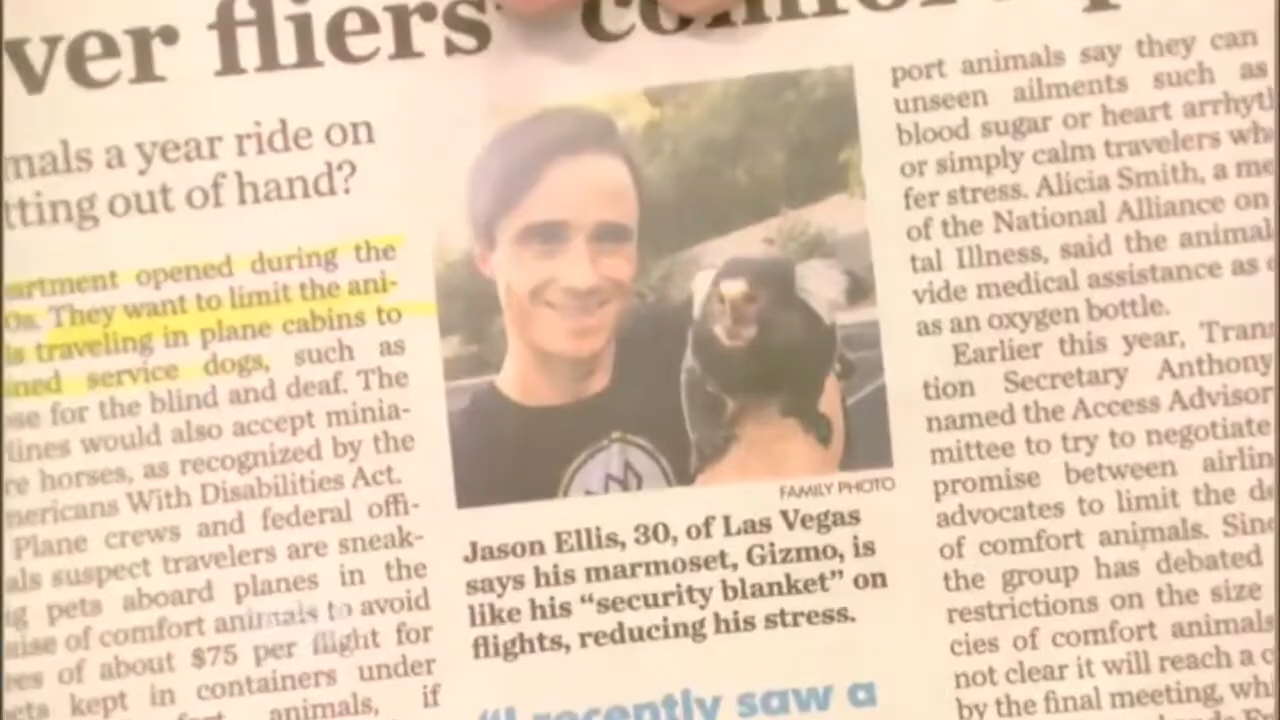 ver fliers' comfort p
mals a year ride on
tting out of hand?
artment opened during the
0s. They want to limit the ani-
ls traveling in plane cabins to
ned service dogs, such as
se for the blind and deaf. The
lines would also accept minia-
re horses, as recognized by the
mericans With Disabilities Act.
Plane crews and federal offi-
als suspect travelers are sneak-
g pets aboard planes in the
uise of comfort animals to avoid
es of about $75 per flight for
ets kept in containers under
animals, if
FAMILY PHOTO
Jason Ellis, 30, of Las Vegas
says his marmoset, Gizmo, is
like his “security blanket” on
flights, reducing his stress.
“I recently saw a
port animals say they can
unseen ailments such as
blood sugar or heart arrhyt
or simply calm travelers wh
fer stress. Alicia Smith, a me
of the National Alliance on
tal Illness, said the animal
vide medical assistance as
as an oxygen bottle.
Earlier this year, Trans
tion Secretary Anthony
named the Access Advisor
mittee to try to negotiate
promise between airlin
advocates to limit the de
of comfort animals. Sinc
the group has debated
restrictions on the size
cies of comfort animals
not clear it will reach a c
by the final meeting, whi